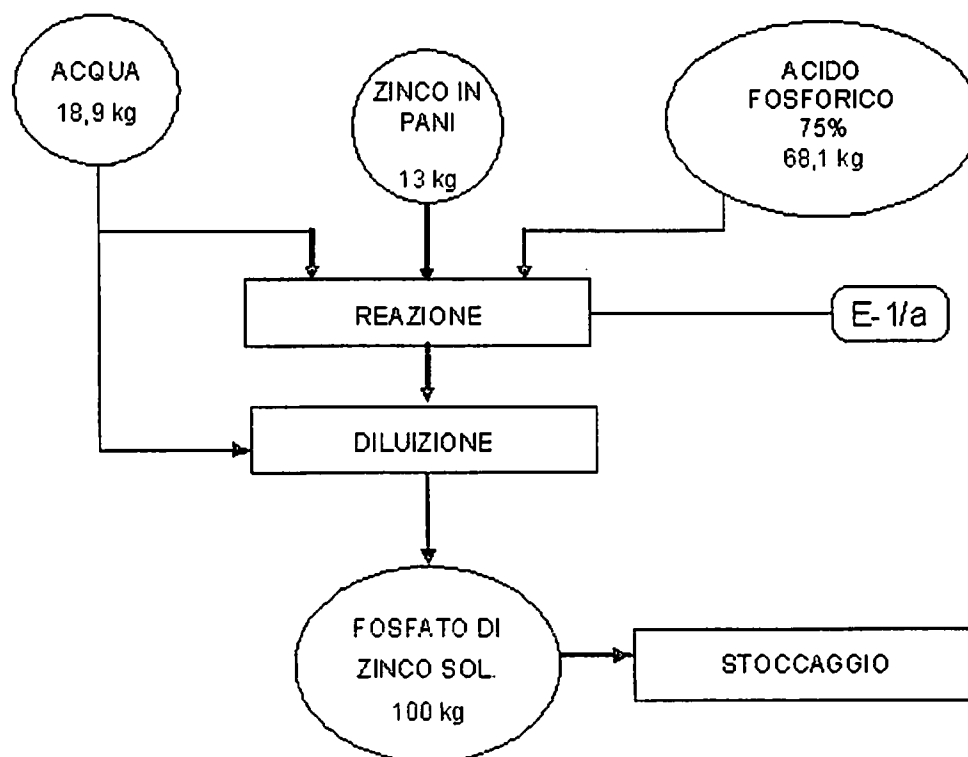 ACQUA
18,9 kg
ZINCO IN
PANI
13 kg
ACIDO
FOSFORICO
75%
68,1 kg
REAZIONE
E-1/a
DILUIZIONE
FOSFATO DI
ZINCO SOL.
100 kg
STOCCAGGIO